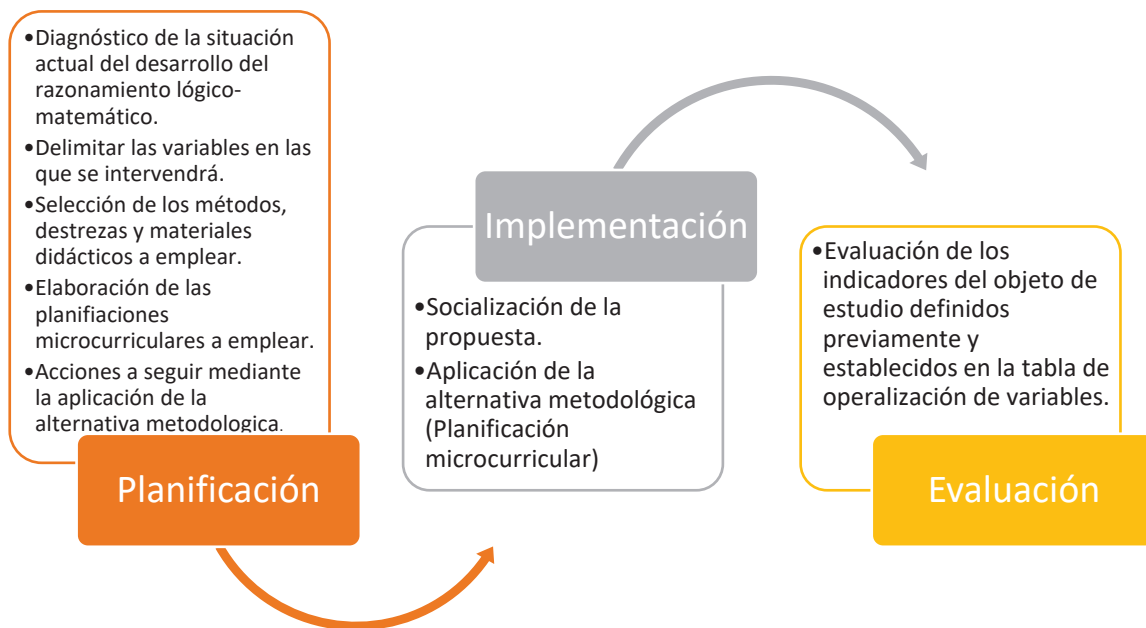 •Diagnóstico de la situación
actual del desarrollo del
razonamiento lógico-
matemático.
•Delimitar las variables en las
que se intervendrá.
•Selección de los métodos,
destrezas y materiales
didácticos a emplear.
•Elaboración de las
planifiaciones
microcurriculares a emplear.
•Acciones a seguir mediante
la aplicación de la
alternativa metodologica.
Planificación
Implementación
•Socialización de la
propuesta.
•Aplicación de la
alternativa metodológica
(Planificación
microcurricular)
•Evaluación de los
indicadores del objeto de
estudio definidos
previamente y
establecidos en la tabla de
operalización de variables.
Evaluación